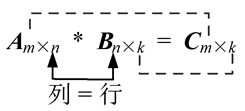 A_{m×n} * B_{n×k} = C_{m×k}
列=行